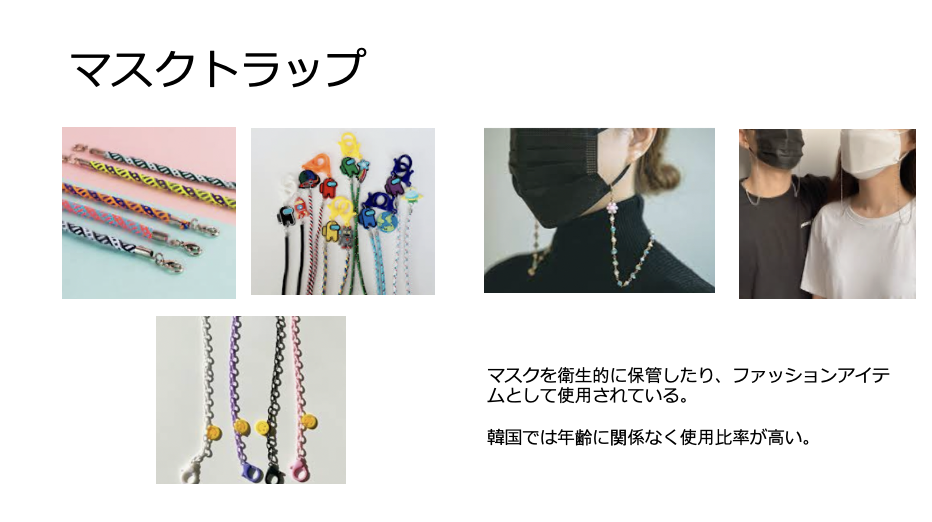 マスクトラップ
マスクを衛生的に保管したり、ファッションアイテ
ムとして使用されている。
韓国では年齢に関係なく使用比率が高い。